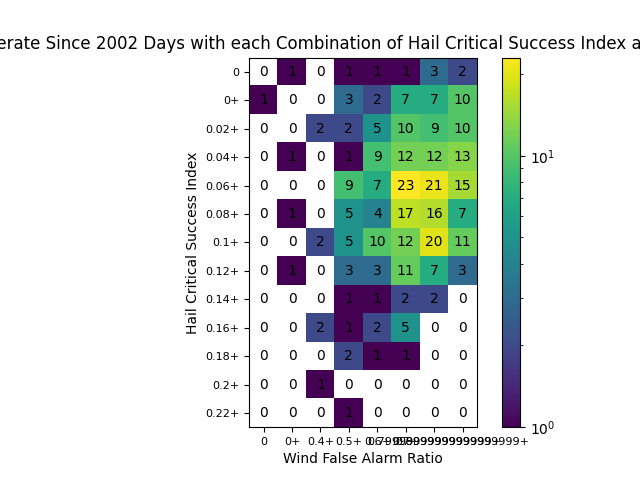 erate Since 2002 Days with each Combination of Hail Critical Success Index a
0 0 1 0 1 1 1 3 2
0+ 1 0 0 3 2 7 7 10
0.02+ 0 0 2 2 5 10 9 10
0.04+ 0 1 0 1 9 12 12 13
0.06+ 0 0 0 9 7 23 21 15
0.08+ 0 1 0 5 4 17 16 7
0.1+ 0 0 2 5 10 12 20 11
0.12+ 0 1 0 3 3 11 7 3
0.14+ 0 0 0 1 1 2 2 0
0.16+ 0 0 2 1 2 5 0 0
0.18+ 0 0 0 2 1 1 0 0
0.2+ 0 0 1 0 0 0 0 0
0.22+ 0 0 0 1 0 0 0 0
0 0+ 0.4+ 0.5+
Wind False Alarm Ratio
Hail Critical Success Index
10¹
10⁰